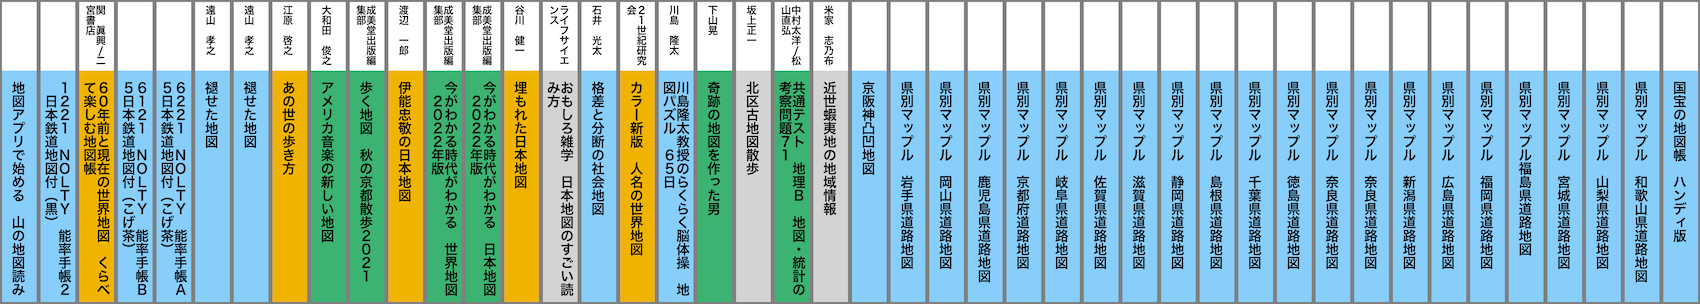 地図アプリで始める 山の地図読み
1221 NOLTY 能率手帳2
日本鉄道地図付（黒）
関 眞興/二
宮書店
60年前と現在の世界地図 くらべ
て楽しむ地図帳
6121 NOLTY 能率手帳B
5日本鉄道地図付（こげ茶）
6221 NOLTY 能率手帳A
5日本鉄道地図付（こげ茶）
遠山 孝之
褪せた地図
遠山 孝之
褪せた地図
江原 啓之
あの世の歩き方
大和田 俊之
アメリカ音楽の新しい地図
成美堂出版編
集部
歩く地図 秋の京都散歩2021
渡辺 一郎
伊能忠敬の日本地図
成美堂出版編
集部
今がわかる時代がわかる 世界地図
2022年版
成美堂出版編
集部
今がわかる時代がわかる 日本地図
2022年版
谷川 健一
埋もれた日本地図
ライフサイエ
ンス
おもしろ雑学 日本地図のすごい読
み方
石井 光太
格差と分断の社会地図
21世紀研究
会
カラー新版 人名の世界地図
川島 隆太
川島隆太教授のらくらく脳体操 地
図パズル 65日
下山晃
奇跡の地図を作った男
坂上正一
北区古地図散歩
中村太洋/松
山直弘
共通テスト 地理B 地図・統計の
考察問題71
米家 志乃布
近世蝦夷地の地域情報
京阪神凸凹地図
県別マップル 岩手県道路地図
県別マップル 岡山県道路地図
県別マップル 鹿児島県道路地図
県別マップル 京都府道路地図
県別マップル 岐阜県道路地図
県別マップル 佐賀県道路地図
県別マップル 滋賀県道路地図
県別マップル 静岡県道路地図
県別マップル 島根県道路地図
県別マップル 千葉県道路地図
県別マップル 徳島県道路地図
県別マップル 奈良県道路地図
県別マップル 奈良県道路地図
県別マップル 新潟県道路地図
県別マップル 広島県道路地図
県別マップル 福岡県道路地図
県別マップル福島県道路地図
県別マップル 宮城県道路地図
県別マップル 山梨県道路地図
県別マップル 和歌山県道路地図
国宝の地図帳 ハンディ版